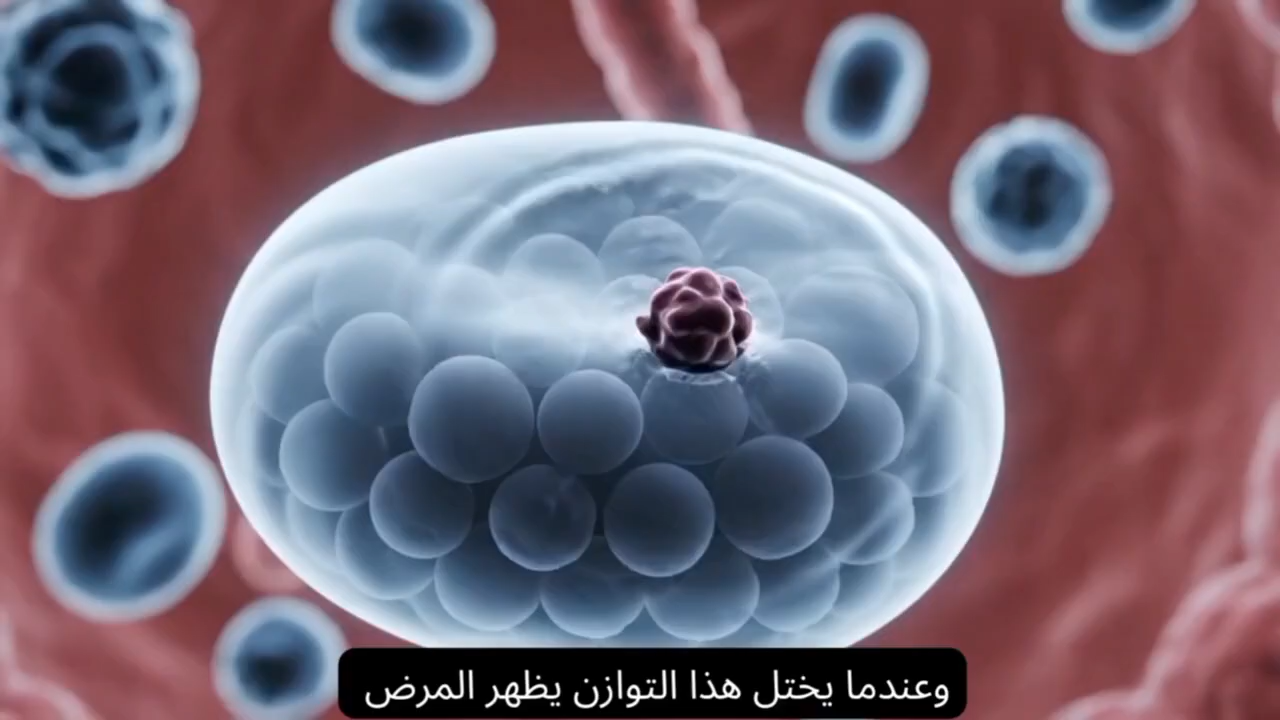 وعندما يختل هذا التوازن يظهر المرض